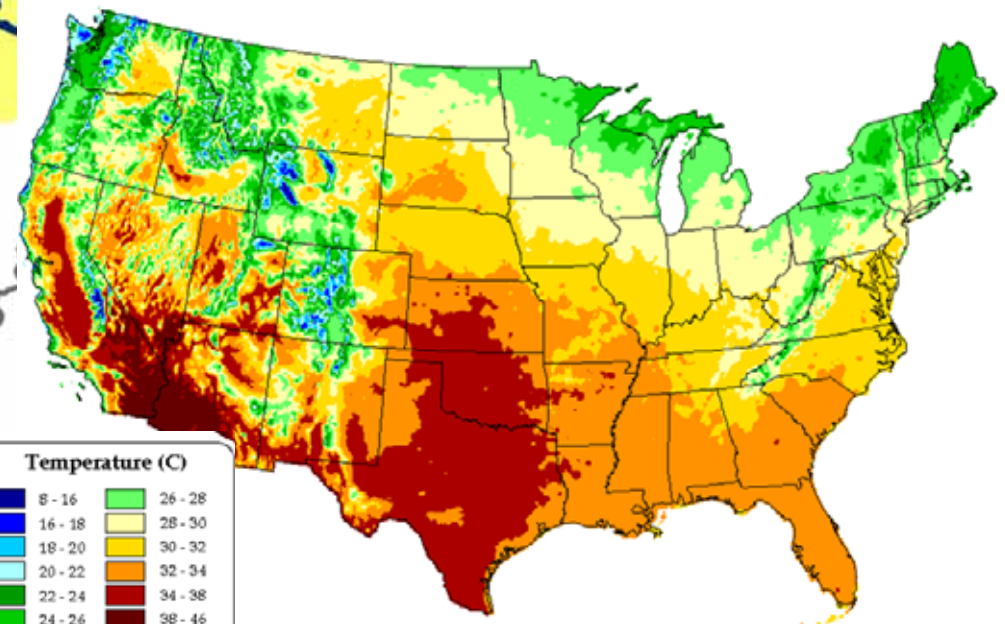 Temperature (C)
8 - 16 26 - 28
16 - 18 28 - 30
18 - 20 30 - 32
20 - 22 32 - 34
22 - 24 34 - 38
24 - 26 38 - 46